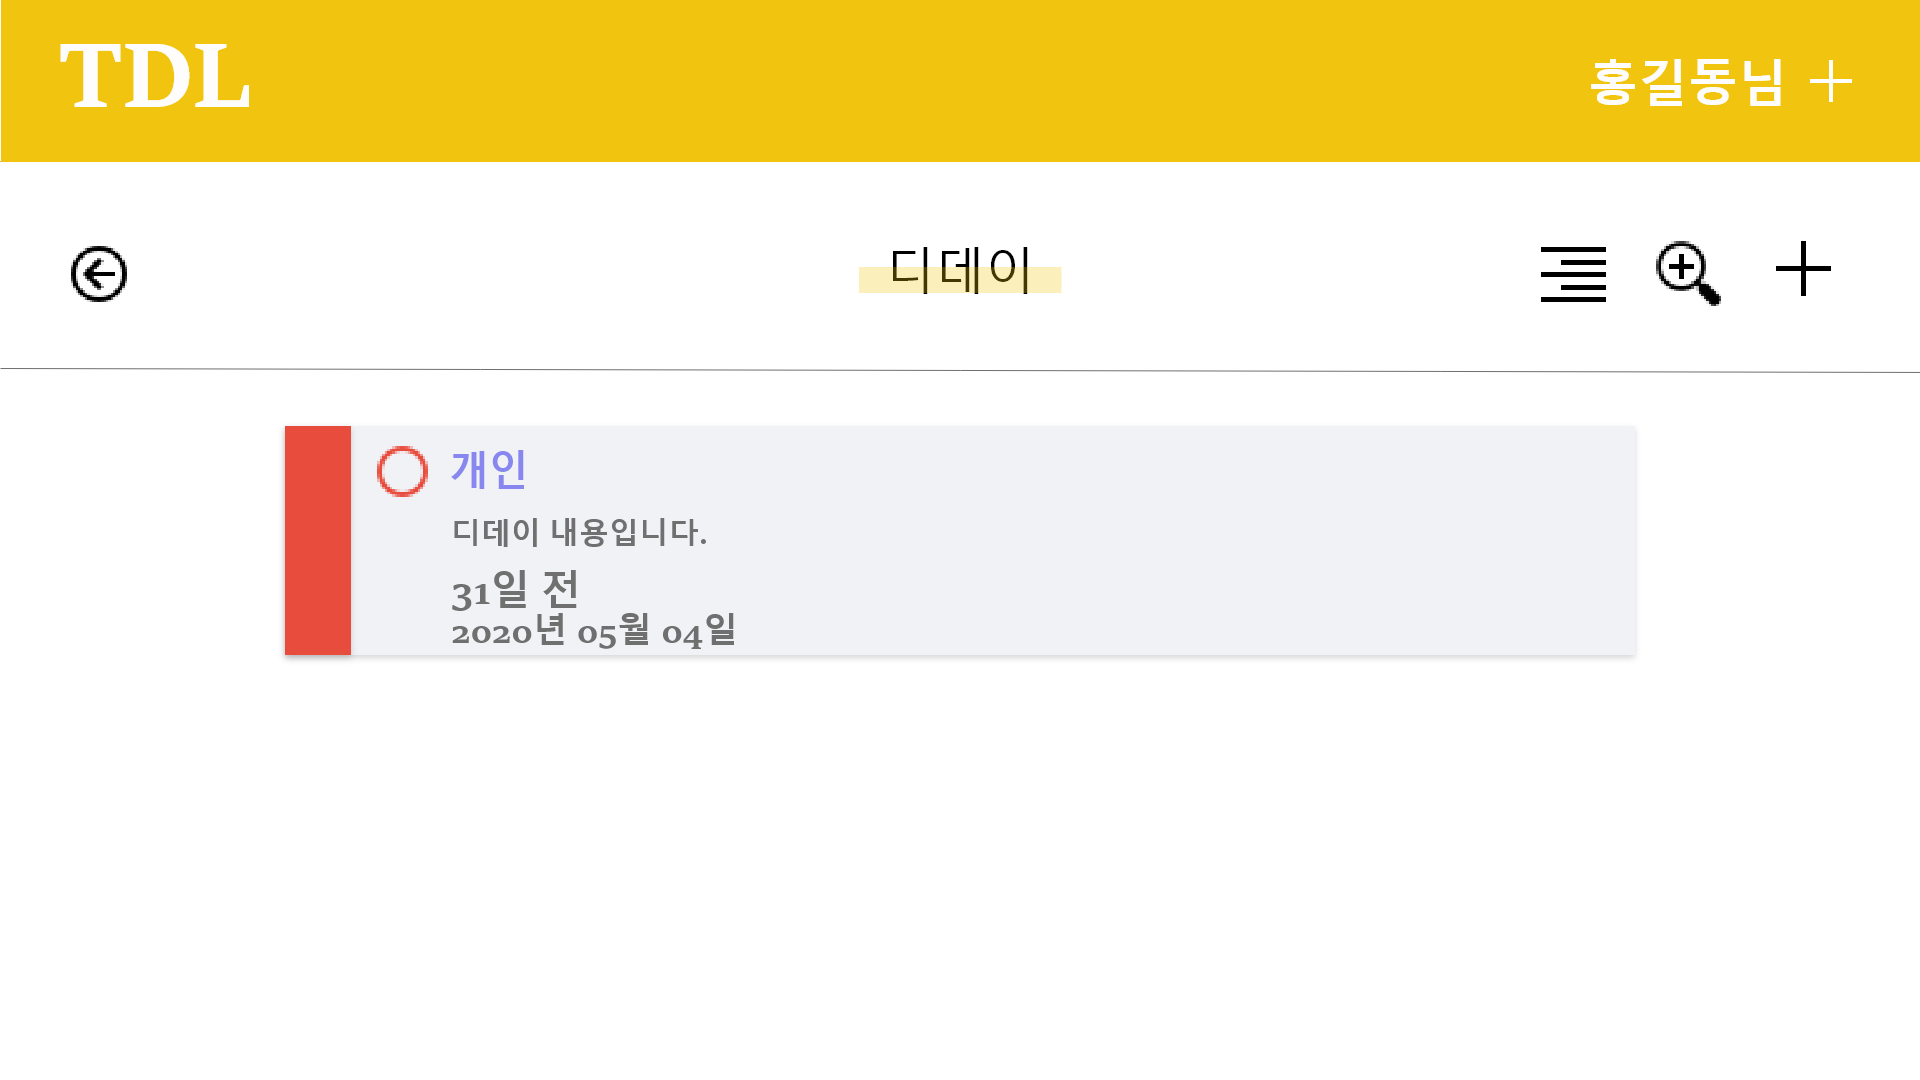 TDL
홍길동님
디데이
개인
디데이 내용입니다.
31일 전
2020년 05월 04일